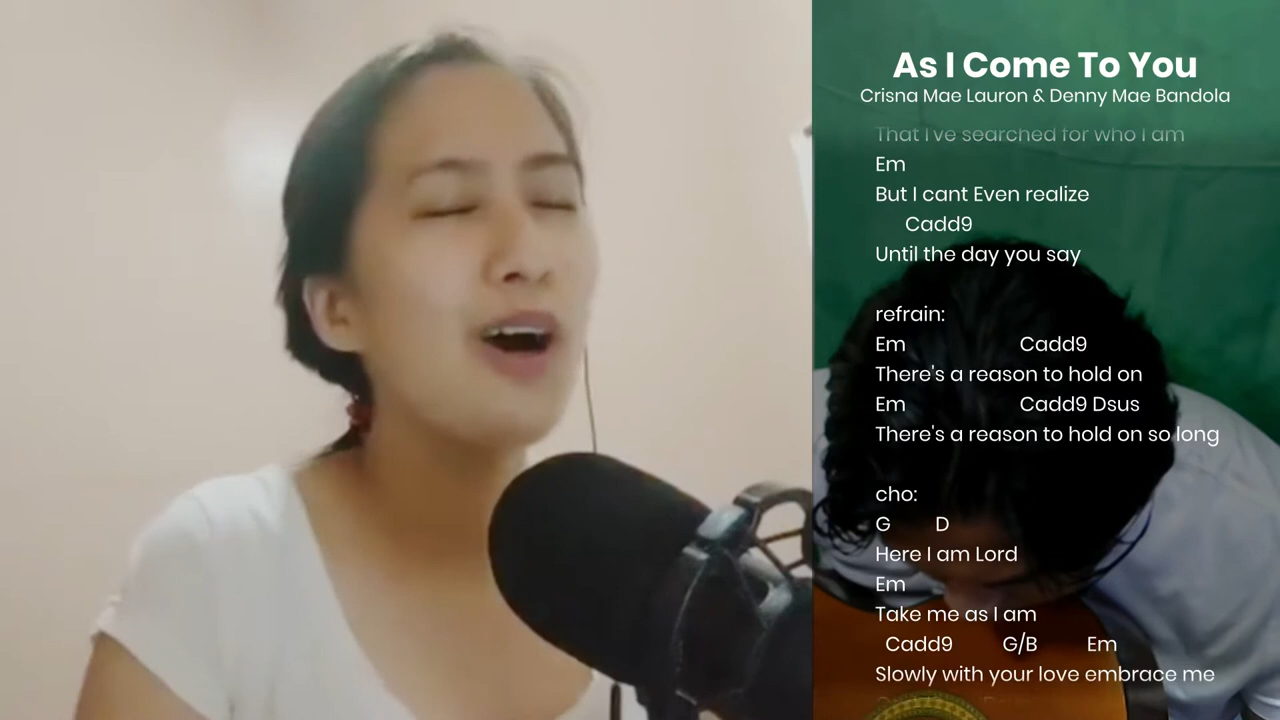 As I Come To You
Crisna Mae Lauron & Denny Mae Bandola
That I've searched for who I am
Em
But I cant Even realize
Cadd9
Until the day you say
refrain:
Em Cadd9
There's a reason to hold on
Em Cadd9 Dsus
There's a reason to hold on so long
cho:
G D
Here I am Lord
Em
Take me as I am
Cadd9 G/B Em
Slowly with your love embrace me